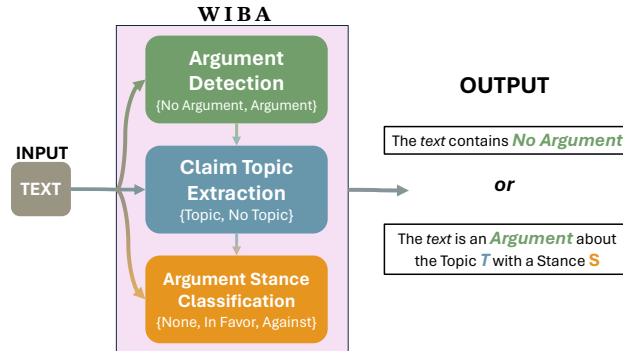 WIBA
Argument
Detection
{No Argument, Argument}
INPUT
TEXT
Claim Topic
Extraction
{Topic, No Topic}
Argument Stance
Classification
{None, In Favor, Against}
OUTPUT
The text contains No Argument
or
The text is an Argument about
the Topic T with a Stance S